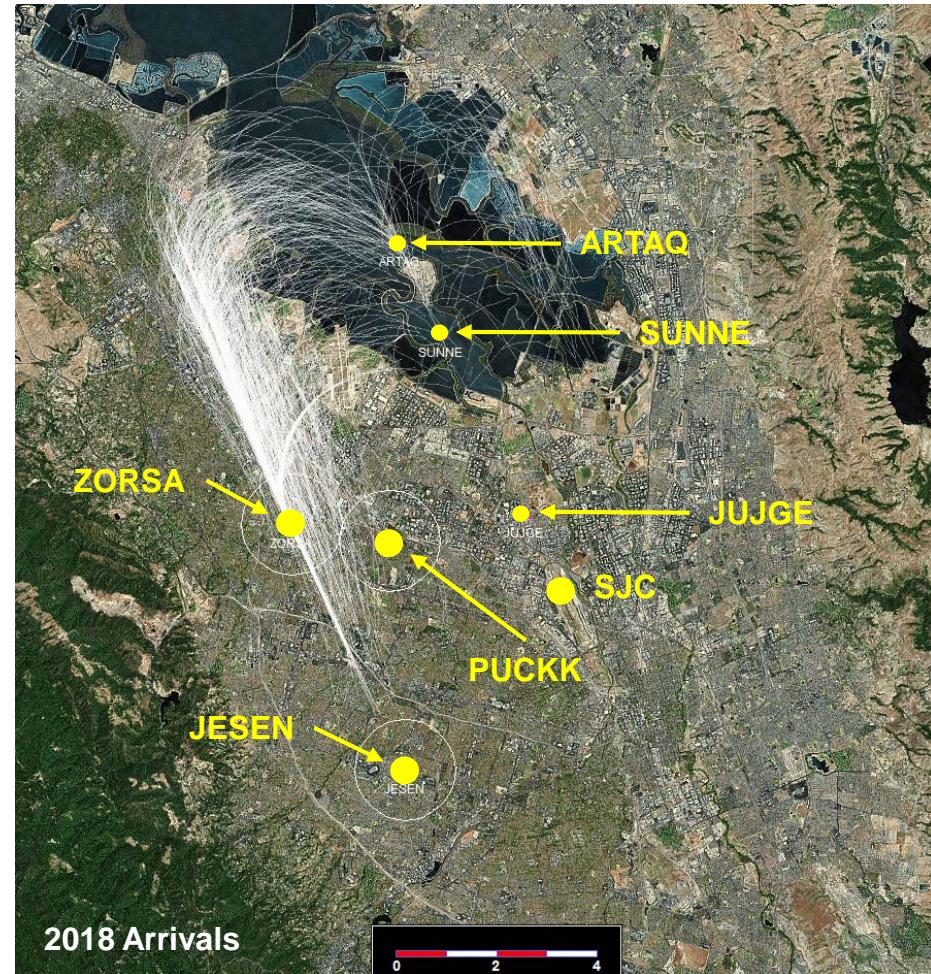 ARTAQ
ARTAQ
SUNNE
SUNNE
ZORSA
JUJGE
JUJGE
SJC
PUCKK
JESEN
JESEN
2018 Arrivals
0 2 4